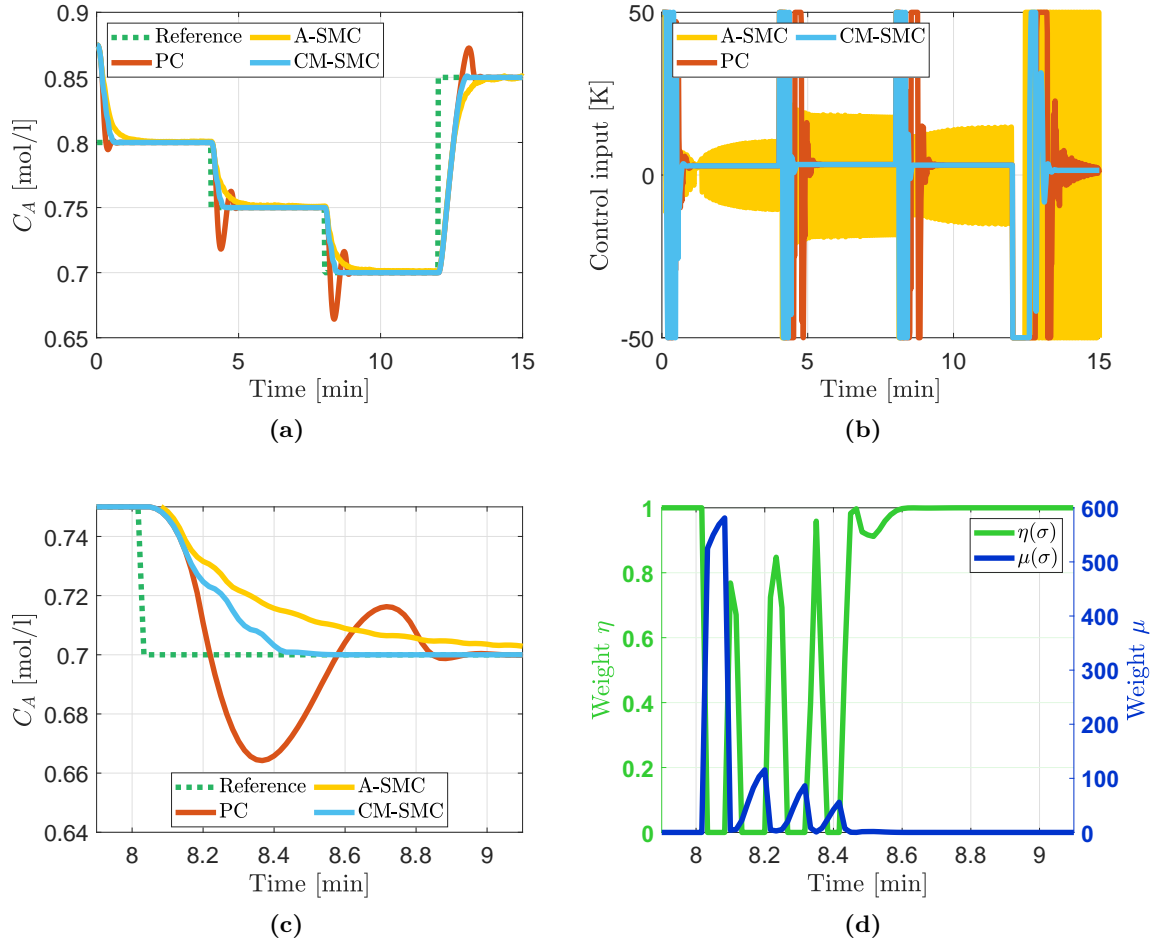 Reference A-SMC
PC CM-SMC
0.85
0.8
0.75
0.7
0.65
C_A [mol/l]
0 5 10 15
Time [min]
(a)
A-SMC CM-SMC
PC
50
0
-50
Control input [K]
0 5 10 15
Time [min]
(b)
0.74
0.72
0.7
0.68
0.66
0.64
C_A [mol/l]
Reference A-SMC
PC CM-SMC
8 8.2 8.4 8.6 8.8 9
Time [min]
(c)
1
0.8
0.6
0.4
0.2
0
Weight η
η(σ)
μ(σ)
600
500
400
300
200
100
0
Weight μ
8 8.2 8.4 8.6 8.8 9
Time [min]
(d)